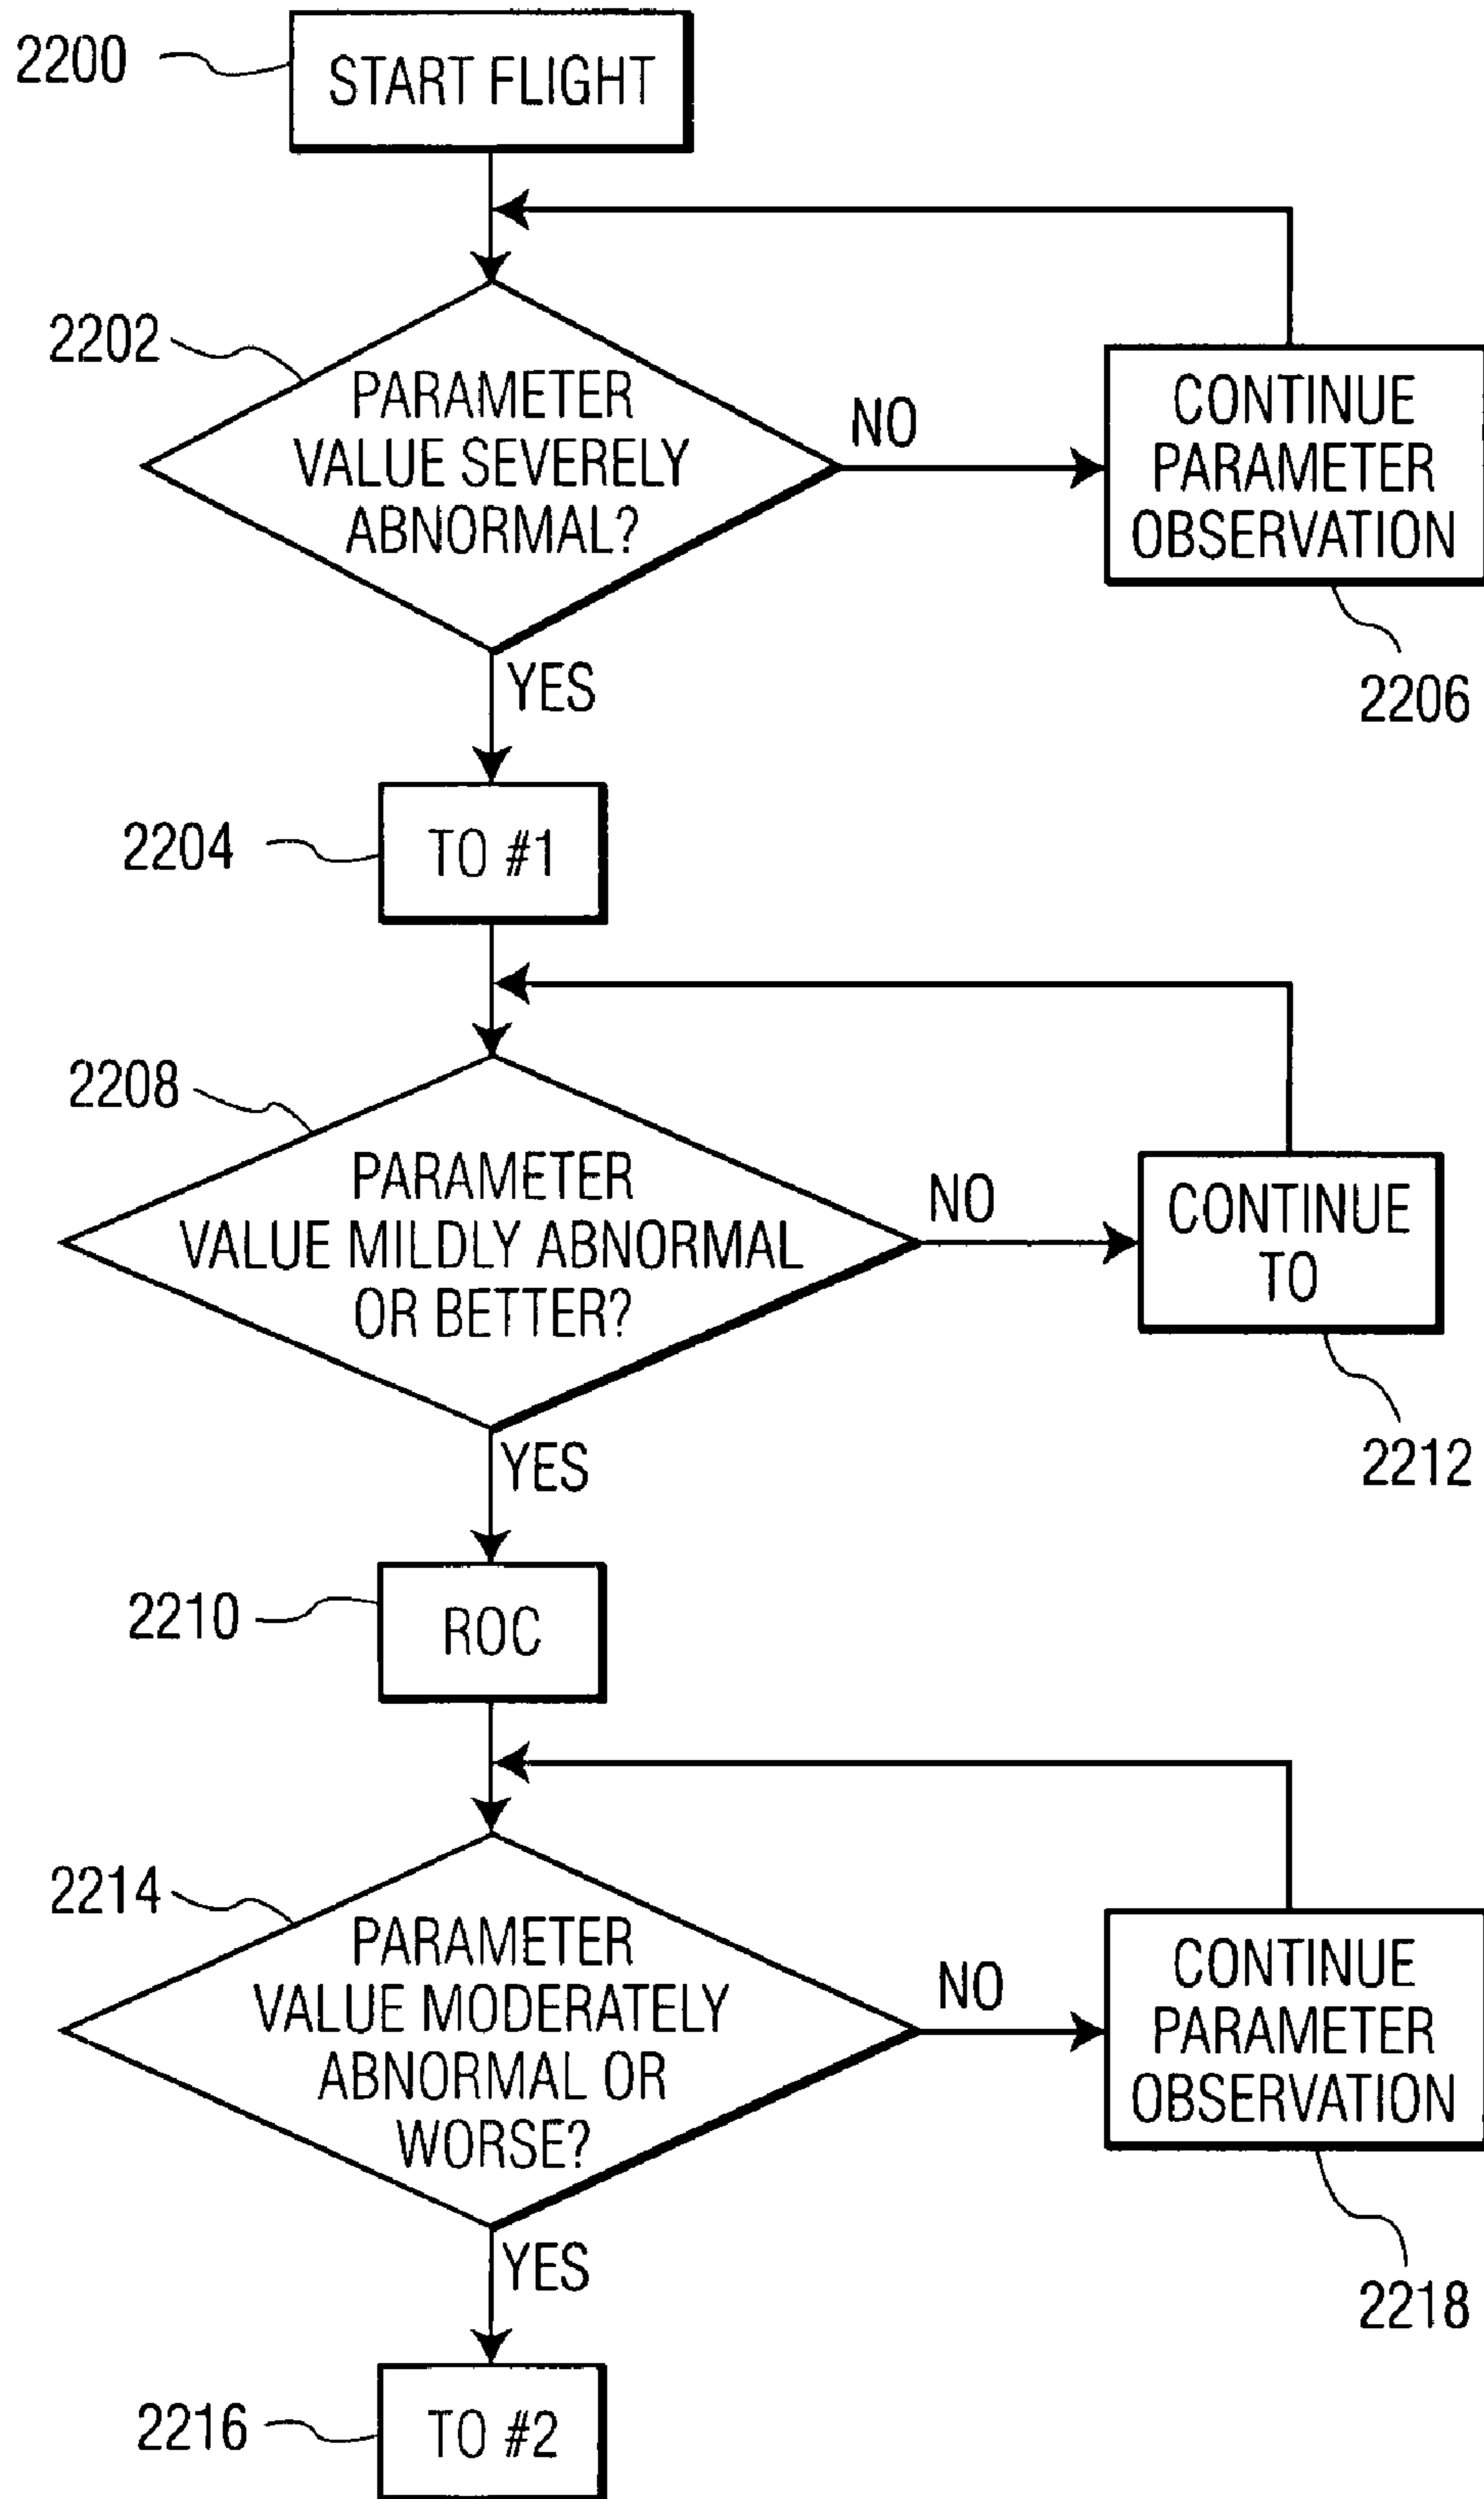 2200
START FLIGHT
2202
PARAMETER
VALUE SEVERELY
ABNORMAL?
NO
CONTINUE
PARAMETER
OBSERVATION
2206
YES
2204
TO #1
2208
PARAMETER
VALUE MILDLY ABNORMAL
OR BETTER?
NO
CONTINUE
TO
2212
YES
2210
ROC
2214
PARAMETER
VALUE MODERATELY
ABNORMAL OR
WORSE?
NO
CONTINUE
PARAMETER
OBSERVATION
2218
YES
2216
TO #2